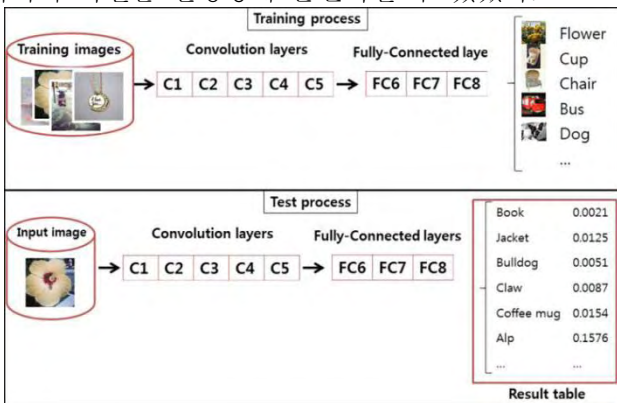 Training process
Training images
Convolution layers
Fully-Connected laye
C1 C2 C3 C4 C5
FC6 FC7 FC8
Flower
Cup
Chair
Bus
Dog
...
Test process
Input image
Convolution layers
Fully-Connected layers
C1 C2 C3 C4 C5
FC6 FC7 FC8
Book 0.0021
Jacket 0.0125
Bulldog 0.0051
Claw 0.0087
Coffee mug 0.0154
Alp 0.1576
... ...
Result table